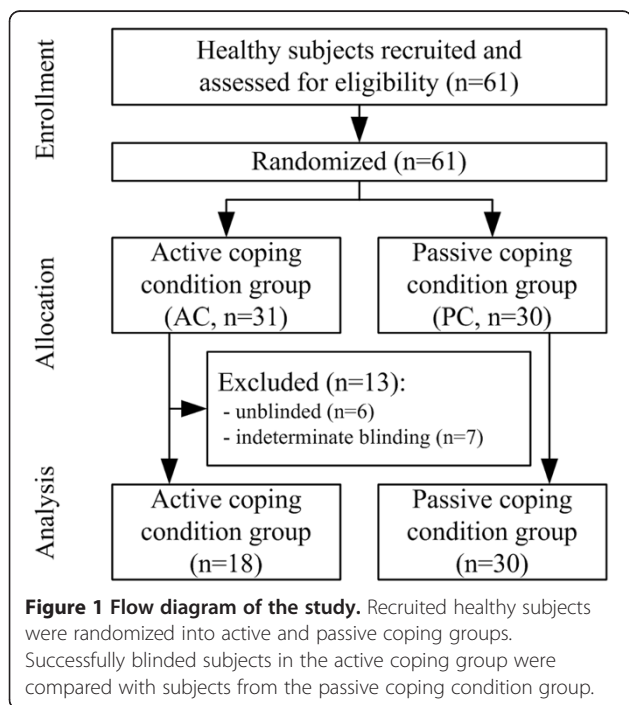 Enrollment
Healthy subjects recruited and
assessed for eligibility (n=61)
Randomized (n=61)
Allocation
Active coping
condition group
(AC, n=31)
Passive coping
condition group
(PC, n=30)
Excluded (n=13):
- unblinded (n=6)
- indeterminate blinding (n=7)
Analysis
Active coping
condition group
(n=18)
Passive coping
condition group
(n=30)
Figure 1 Flow diagram of the study. Recruited healthy subjects
were randomized into active and passive coping groups.
Successfully blinded subjects in the active coping group were
compared with subjects from the passive coping condition group.